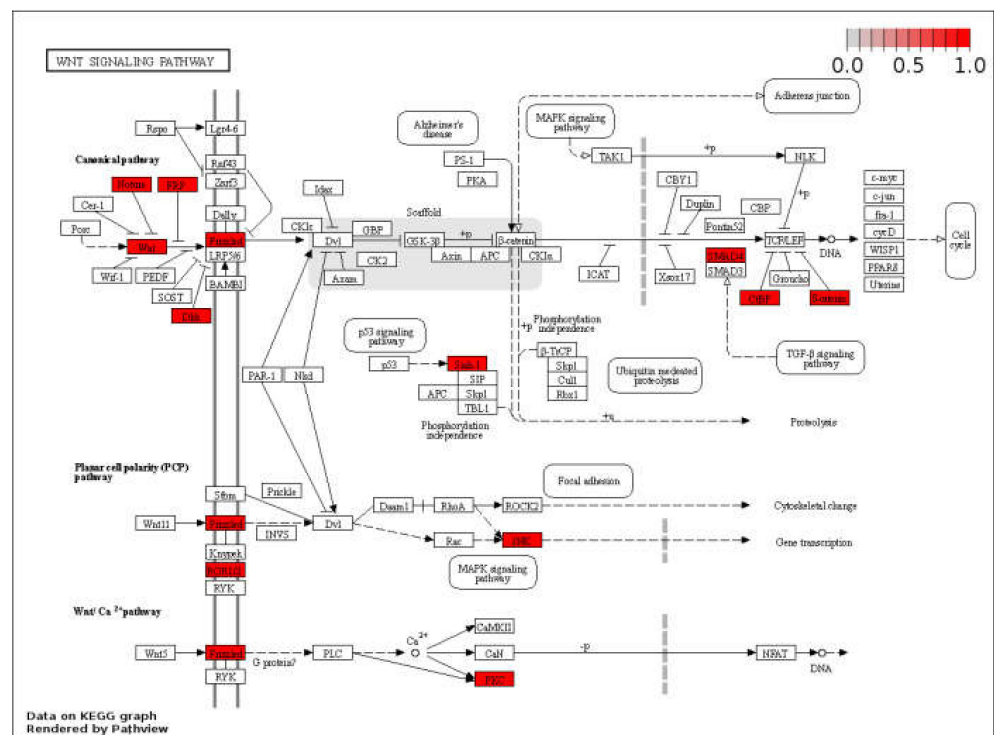 WNT SIGNALING PATHWAY
0.0 0.5 1.0
Adherens junction
Rspo
Lgr4-6
MAPK signaling
pathway
Alzheimer's
disease
TAK1
+p
NLK
Canonical pathway
Rnf43
Znrf3
PS-1
PKA
Notum
FRP
Idax
CBY1
Duplin
CBP
+p
c-myc
c-jun
fra-1
cycD
WISP1
PPARδ
Uterine
Cell
cycle
Cer-1
Dally
CKIε
GBP
Scaffold
Pontin52
Porc
Wnt
Frizzled
LRP5/6
Dvl
GSK-3β
+p
β-catenin
TCR/LEF
DNA
Wif-1
PEDF
SOST
BAMBI
CK2
Axam
Axin
APC
CKIα
ICAT
Xsox17
SMAD4
SMAD3
Groucho
CtBP
β-catenin
Dkk
p53 signaling
pathway
+p
Phosphorylation
independence
TGF-β signaling
pathway
PAR-1
Nkd
p53
Siah-1
SIP
APC
Skp1
TBL1
β-TrCP
Skp1
Cul1
Rbx1
Ubiquitin mediated
proteolysis
Phosphorylation
independence
+u
Proteolysis
Planar cell polarity (PCP)
pathway
Prickle
Focal adhesion
Daam1
RhoA
ROCK2
Cytoskeletal change
Wnt11
Frizzled
INVS
Dvl
Rac
JNK
Gene transcription
Knypek
ROR1/2
RYK
MAPK signaling
pathway
Wnt/ Ca 2+ pathway
Ca2+
CaMKII
Wnt5
Frizzled
G protein?
PLC
CaN
-p
NFAT
DNA
RYK
PKC
Data on KEGG graph
Rendered by Pathview